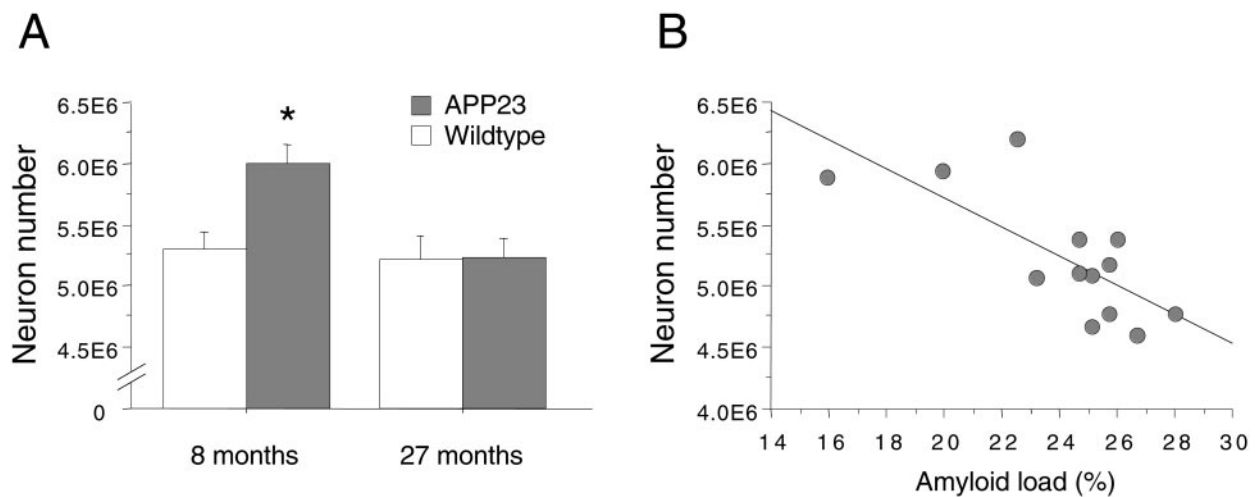 A
Neuron number
6.5E6
6.0E6
5.5E6
5.0E6
4.5E6
0
*
APP23
Wildtype
8 months
27 months
B
Neuron number
6.5E6
6.0E6
5.5E6
5.0E6
4.5E6
4.0E6
14 16 18 20 22 24 26 28 30
Amyloid load (%)